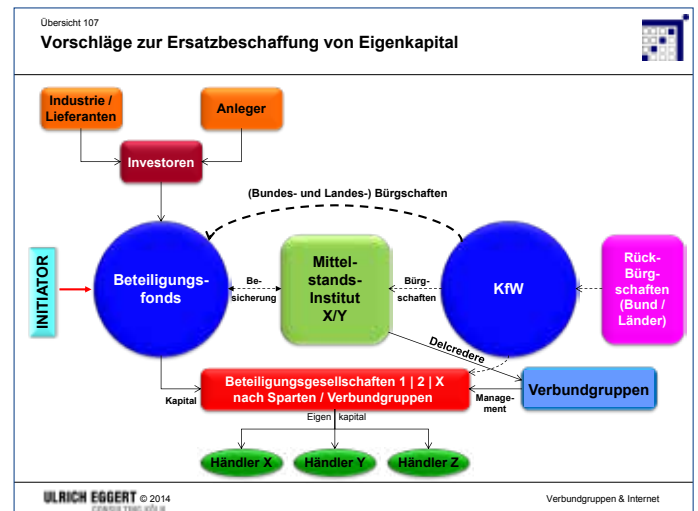 Übersicht 107
Vorschläge zur Ersatzbeschaffung von Eigenkapital
Industrie /
Lieferanten
Anleger
Investoren
(Bundes- und Landes-) Bürgschaften
INITIATOR
Beteiligungs-
fonds
Be-
sicherung
Mittel-
stands-
Institut
X/Y
Bürg-
schaften
KfW
Rück-
Bürg-
schaften
(Bund /
Länder)
Delcredere
Kapital
Beteiligungsgesellschaften 1 | 2 | X
nach Sparten / Verbundgruppen
Manage-
ment
Verbundgruppen
Eigen kapital
Händler X
Händler Y
Händler Z
ULRICH EGGERT © 2014
CONSULTING KÖLN
Verbundgruppen & Internet